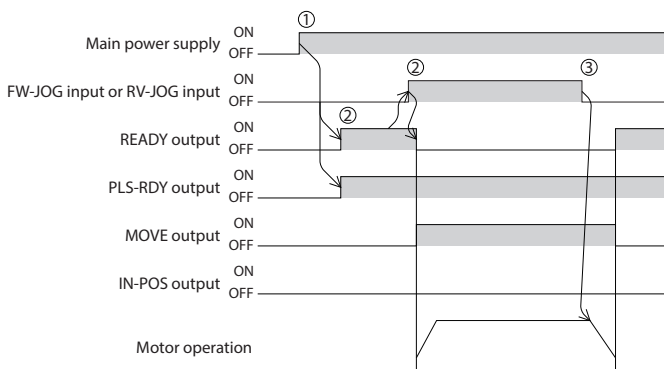 ①
Main power supply ON
OFF
② ③
FW-JOG input or RV-JOG input ON
OFF
②
READY output ON
OFF
PLS-RDY output ON
OFF
MOVE output ON
OFF
IN-POS output ON
OFF
Motor operation